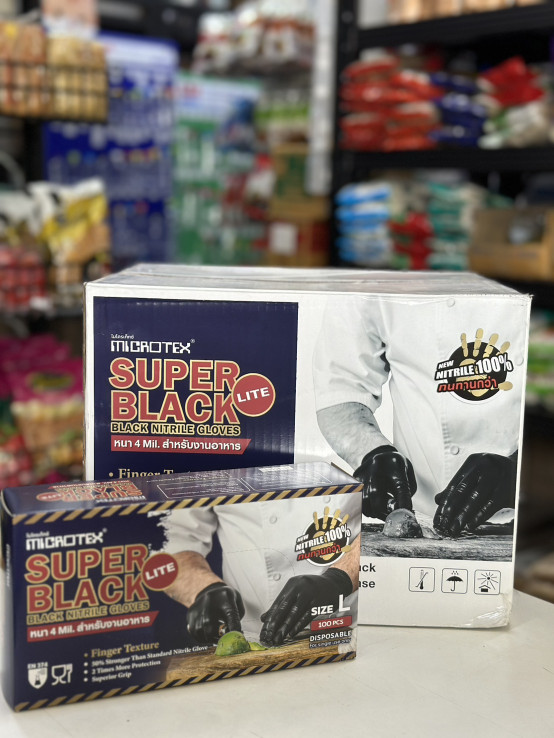 ไมโครเท็กซ์
MICROTEX®
SUPER
BLACK
LITE
BLACK NITRILE GLOVES
หนา 4 Mil. สำหรับงานอาหาร
• Finger
NEW
NITRILE 100%
ทนทานกว่า
ไมโครเท็กซ์
MICROTEX®
SUPER
BLACK
LITE
BLACK NITRILE GLOVES
หนา 4 Mil. สำหรับงานอาหาร
• Finger Texture
• 50% Stronger Than Standard Nitrile Glove
• 2 Times More Protection
• Superior Grip
EN 374
NEW
NITRILE 100%
ทนทานกว่า
SIZE L
100 PCS
DISPOSABLE